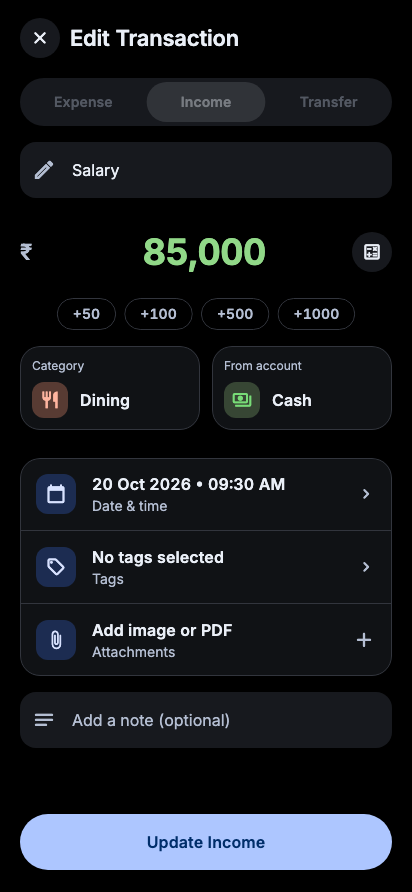 Edit Transaction
Expense Income Transfer
Salary
₹ 85,000
+50 +100 +500 +1000
Category
Dining
From account
Cash
20 Oct 2026 • 09:30 AM
Date & time
No tags selected
Tags
Add image or PDF
Attachments
Add a note (optional)
Update Income